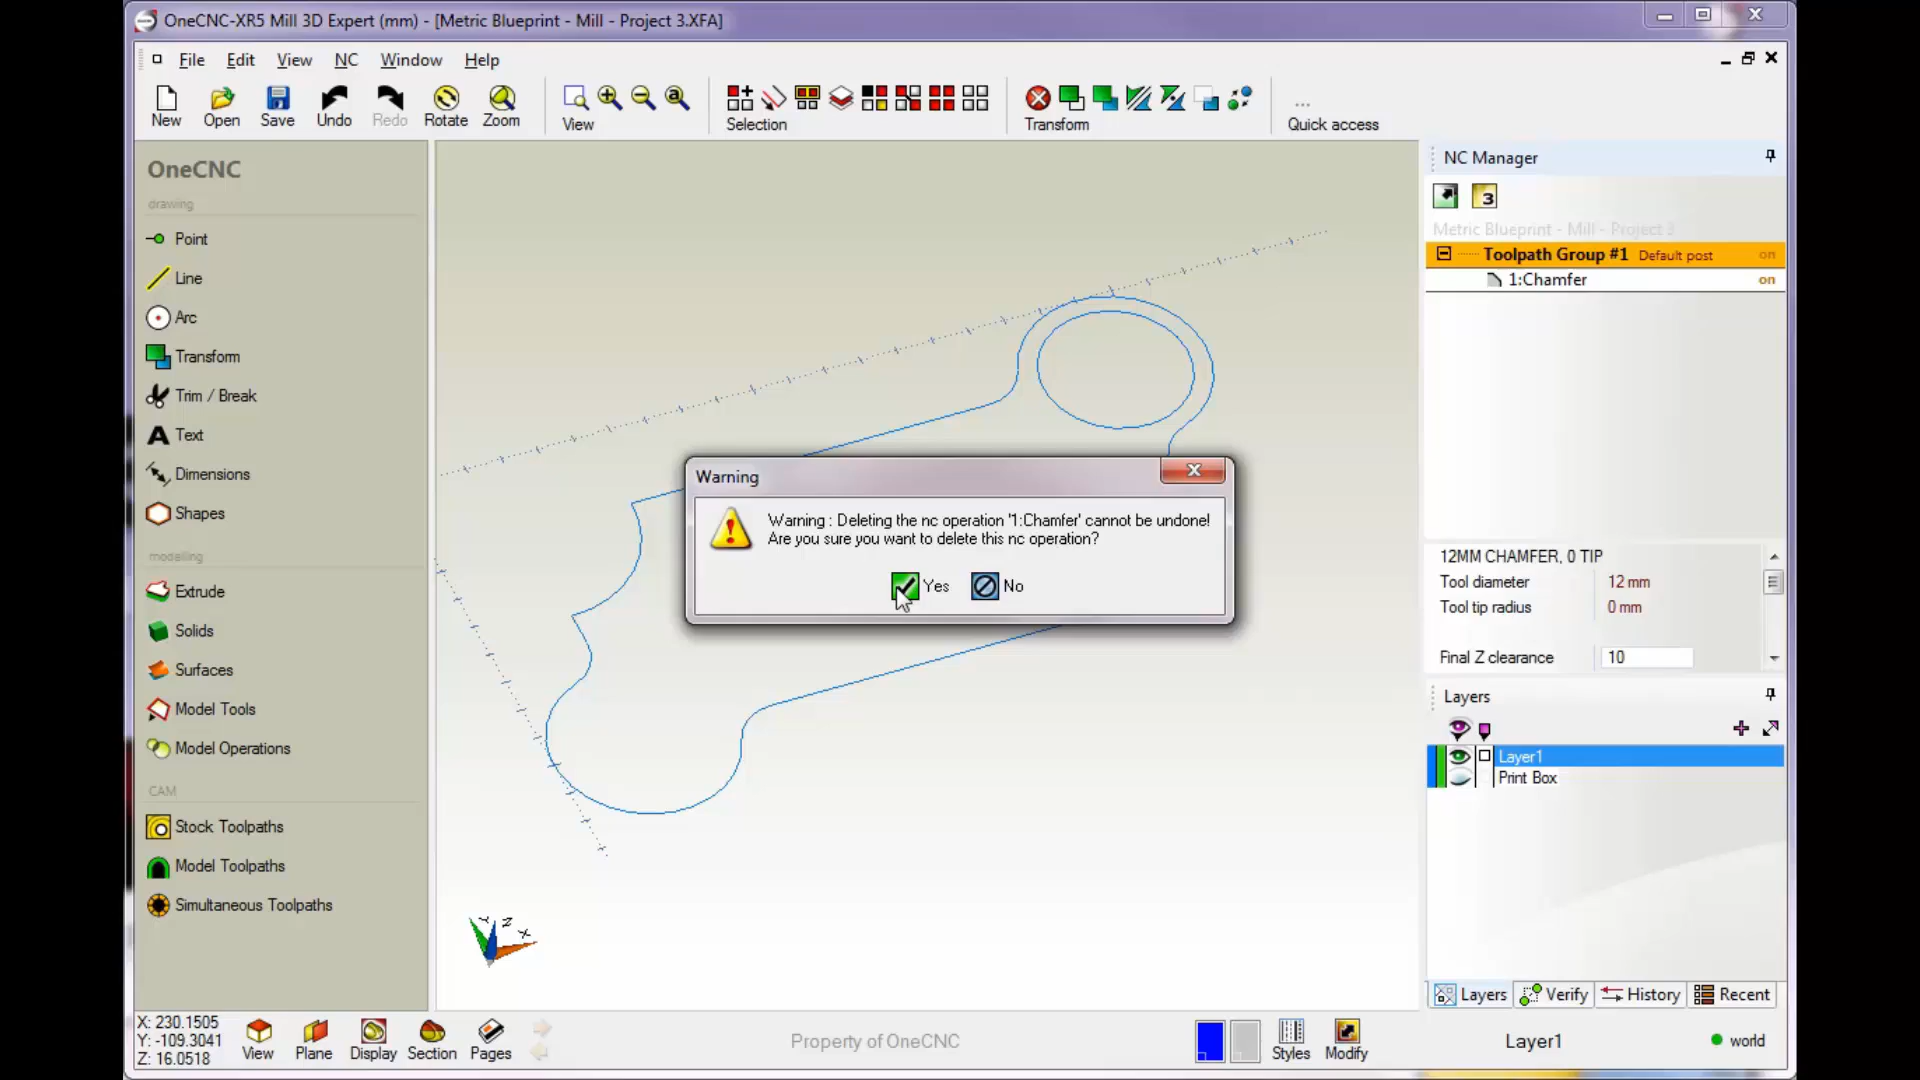 OneCNC-XR5 Mill 3D Expert (mm) - [Metric Blueprint - Mill - Project 3.XFA]
File Edit View NC Window Help
New Open Save Undo Redo Rotate Zoom View Selection Transform ... Quick access
OneCNC
drawing
Point
Line
Arc
Transform
Trim / Break
A Text
Dimensions
Shapes
modelling
Extrude
Solids
Surfaces
Model Tools
Model Operations
CAM
Stock Toolpaths
Model Toolpaths
Simultaneous Toolpaths
Warning
Warning : Deleting the nc operation '1:Chamfer' cannot be undone!
Are you sure you want to delete this nc operation?
Yes No
Y Z X
NC Manager
3
Metric Blueprint - Mill - Project 3
Toolpath Group #1 Default post on
1:Chamfer on
12MM CHAMFER, 0 TIP
Tool diameter 12 mm
Tool tip radius 0 mm
Final Z clearance 10
Layers
Layer1
Print Box
Layers Verify History Recent
X: 230.1505
Y: -109.3041
Z: 16.0518
View Plane Display Section Pages
Property of OneCNC
Styles Modify
Layer1
world